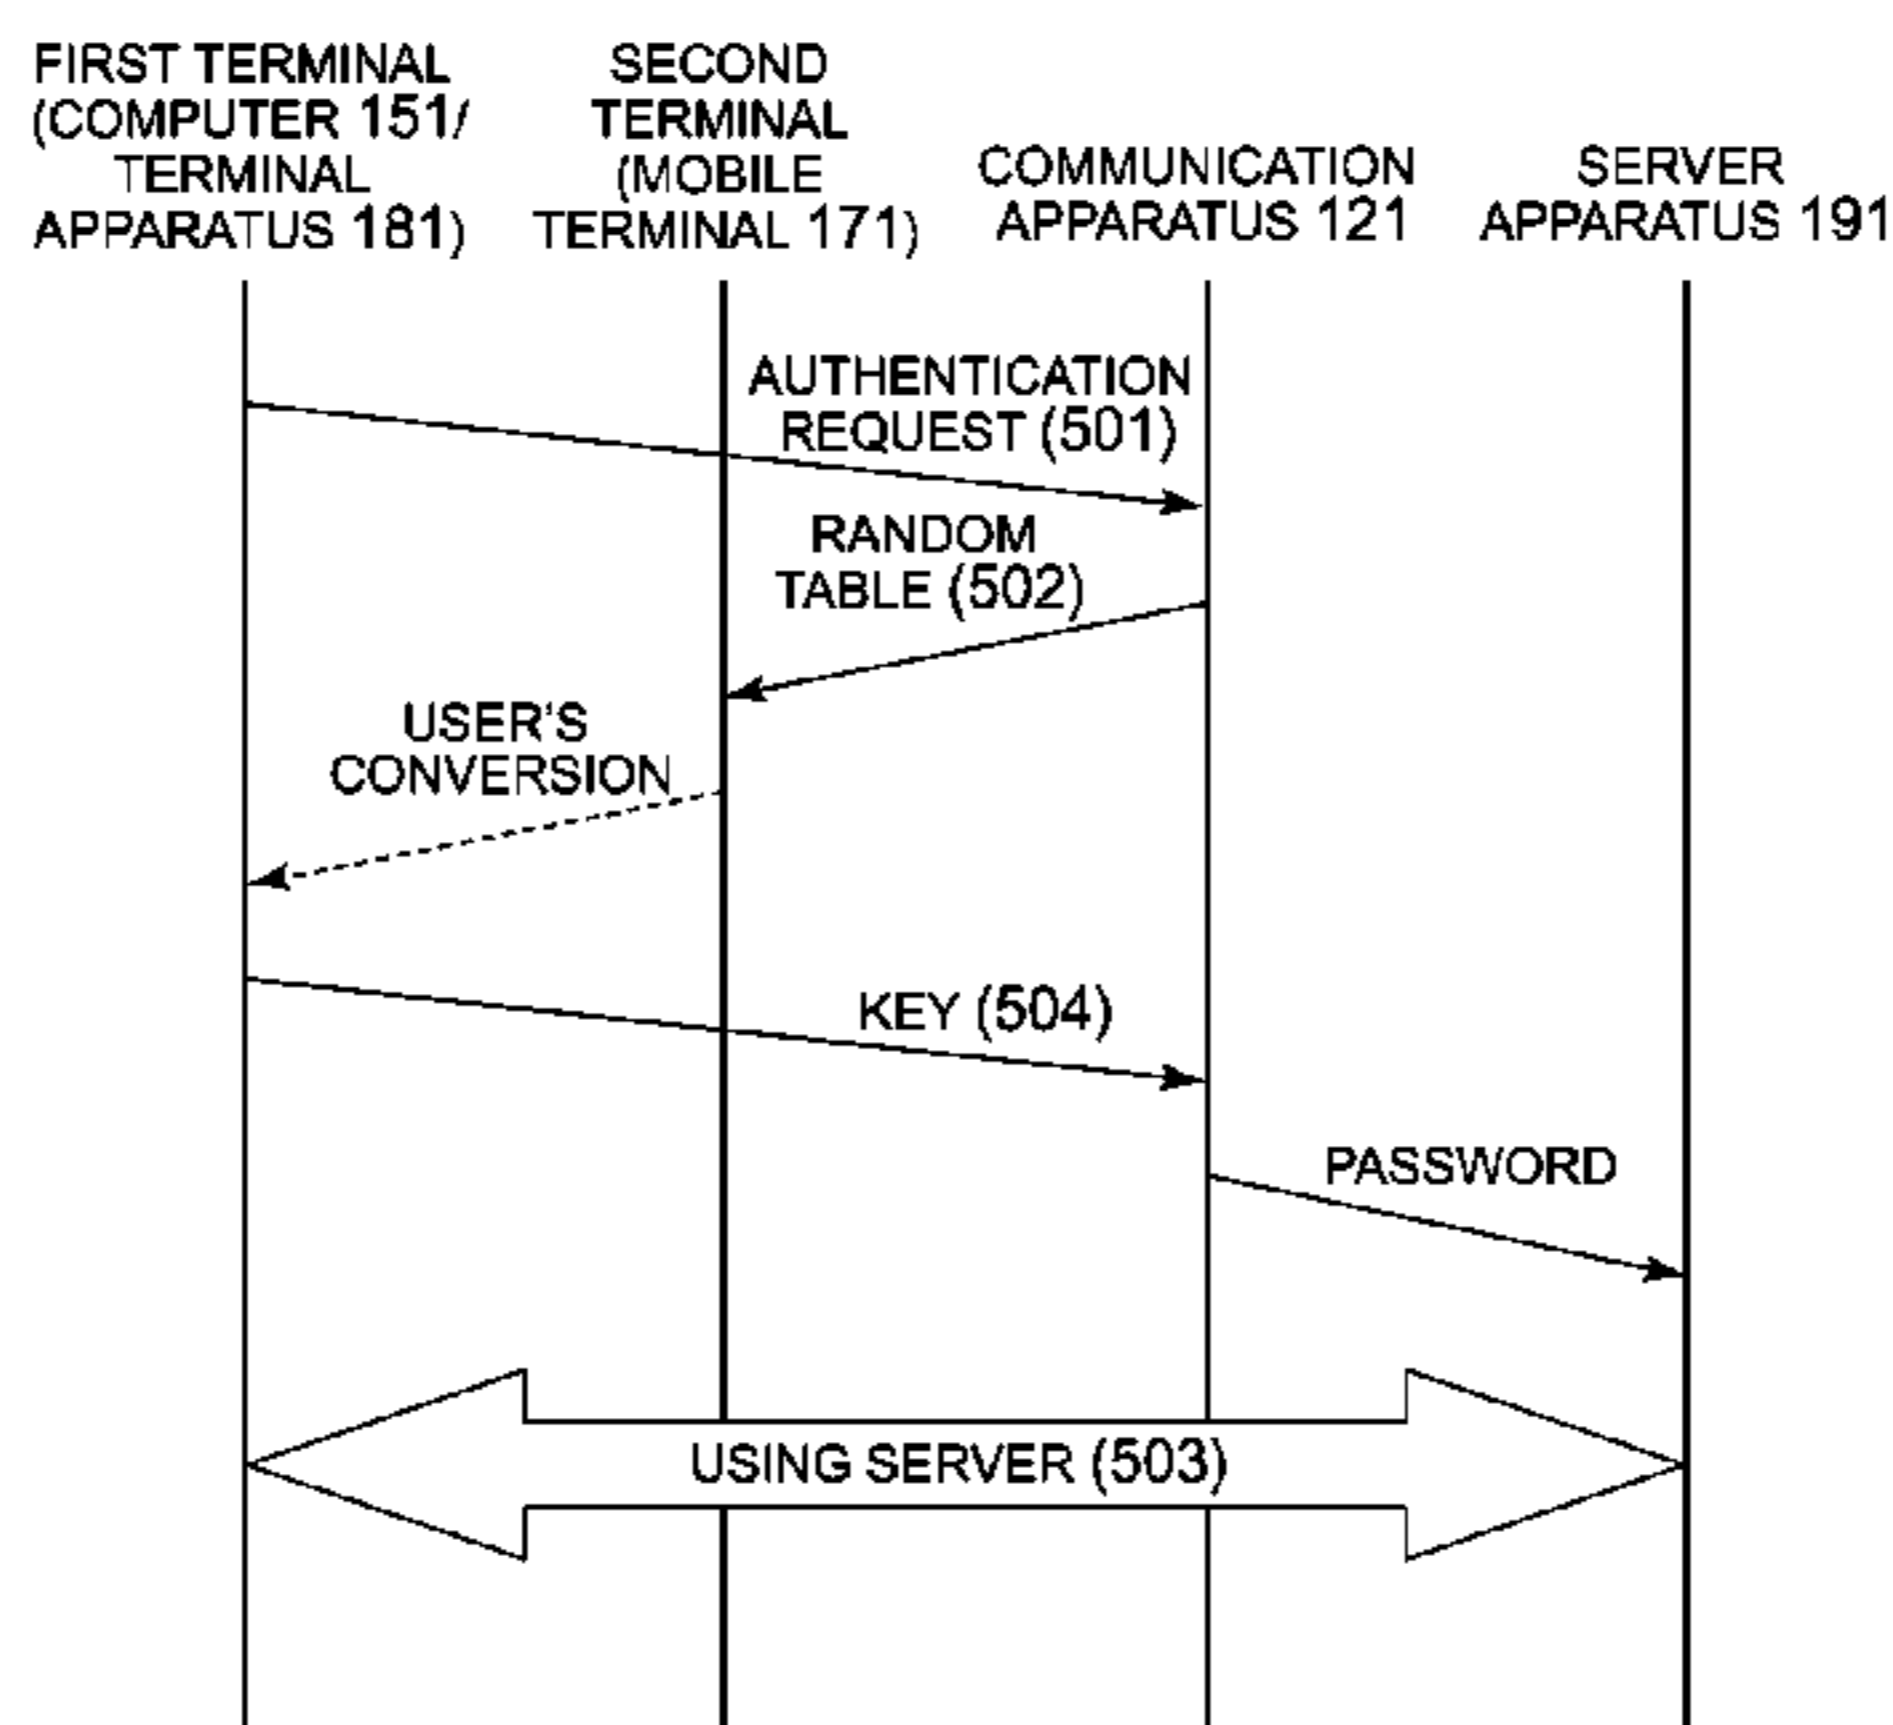 FIRST TERMINAL
(COMPUTER 151/
TERMINAL
APPARATUS 181)
SECOND
TERMINAL
(MOBILE
TERMINAL 171)
COMMUNICATION
APPARATUS 121
SERVER
APPARATUS 191
AUTHENTICATION
REQUEST (501)
RANDOM
TABLE (502)
USER'S
CONVERSION
KEY (504)
PASSWORD
USING SERVER (503)